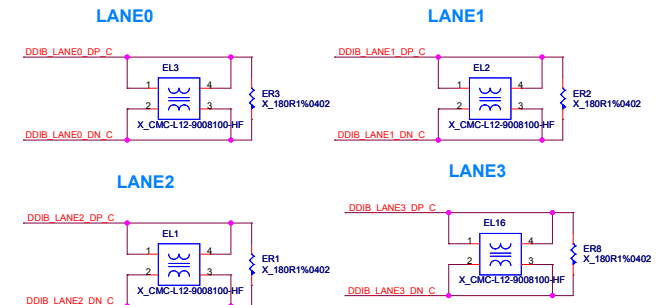 LANE0
DDIB_LANE0_DP_C
EL3
1 4
2 3
ER3
X_180R1%0402
X_CMC-L12-9008100-HF
DDIB_LANE0_DN_C
LANE1
DDIB_LANE1_DP_C
EL2
1 4
2 3
ER2
X_180R1%0402
X_CMC-L12-9008100-HF
DDIB_LANE1_DN_C
LANE2
DDIB_LANE2_DP_C
EL1
1 4
2 3
ER1
X_180R1%0402
X_CMC-L12-9008100-HF
DDIB_LANE2_DN_C
LANE3
DDIB_LANE3_DP_C
EL16
1 4
2 3
ER8
X_180R1%0402
X_CMC-L12-9008100-HF
DDIB_LANE3_DN_C